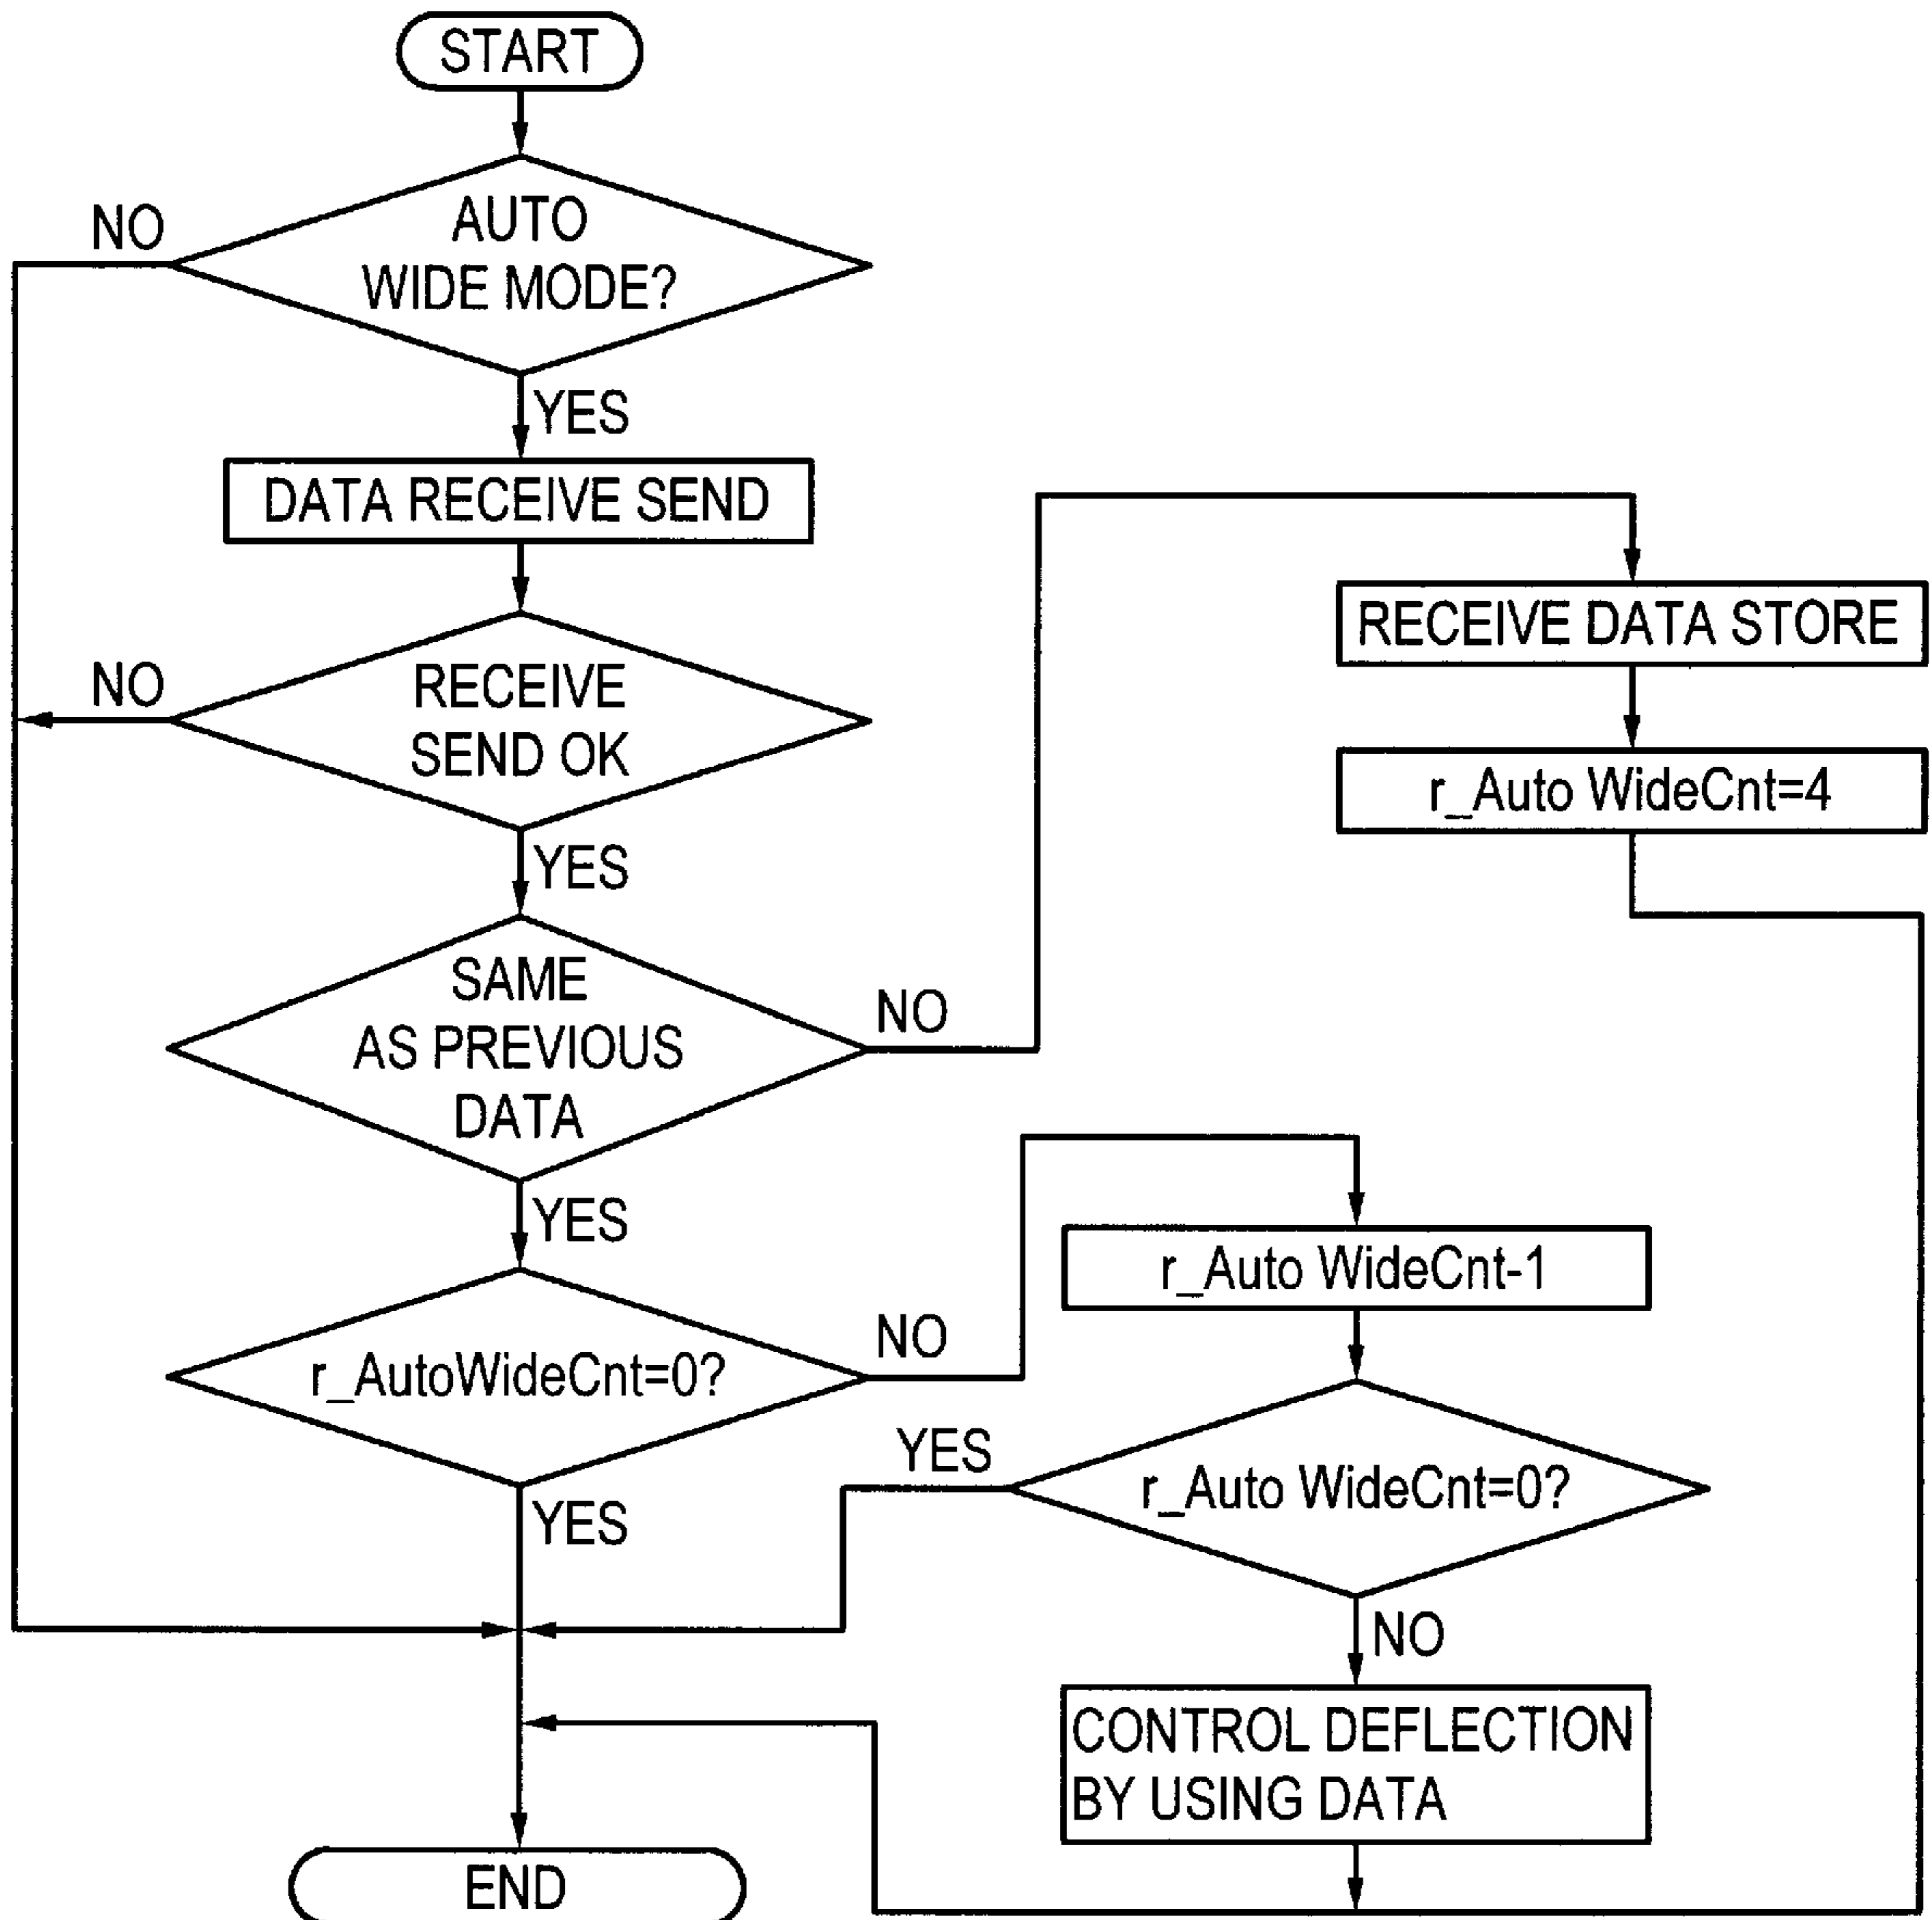 START
AUTO
WIDE MODE?
NO
YES
DATA RECEIVE SEND
RECEIVE
SEND OK
NO
YES
SAME
AS PREVIOUS
DATA
NO
YES
RECEIVE DATA STORE
r_Auto WideCnt=4
r_AutoWideCnt=0?
NO
YES
r_Auto WideCnt-1
r_Auto WideCnt=0?
YES
NO
CONTROL DEFLECTION
BY USING DATA
END